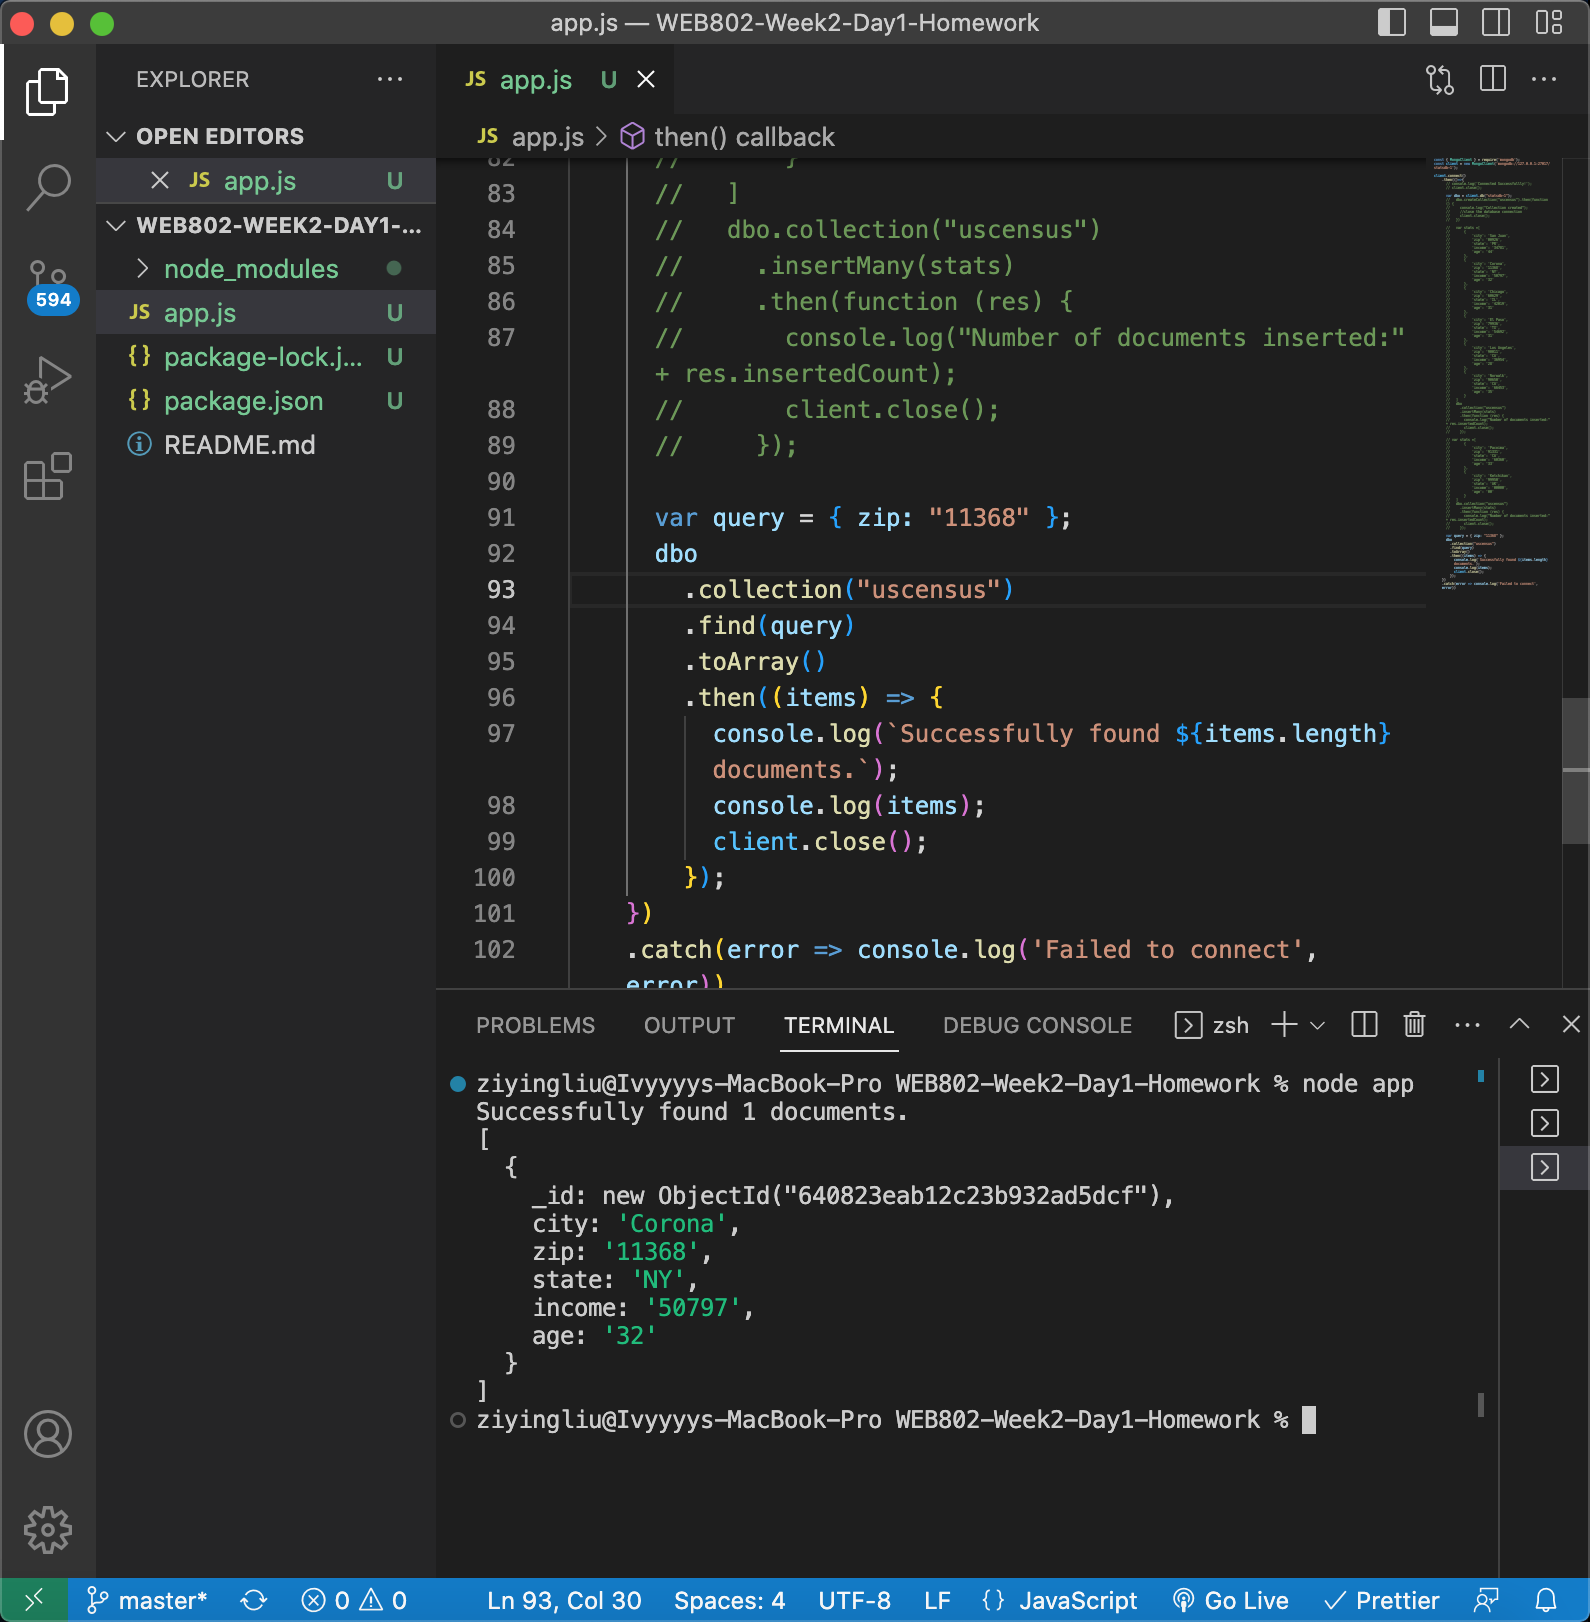 app.js — WEB802-Week2-Day1-Homework
EXPLORER
OPEN EDITORS
JS app.js U
WEB802-WEEK2-DAY1-...
node_modules
JS app.js U
{} package-lock.j... U
{} package.json U
README.md
594
JS app.js U
JS app.js > then() callback
82 // }
83 // ]
84 // dbo.collection("uscensus")
85 // .insertMany(stats)
86 // .then(function (res) {
87 // console.log("Number of documents inserted:"
+ res.insertedCount);
88 // client.close();
89 // });
90
91 var query = { zip: "11368" };
92 dbo
93 .collection("uscensus")
94 .find(query)
95 .toArray()
96 .then((items) => {
97 console.log(`Successfully found ${items.length}
documents.`);
98 console.log(items);
99 client.close();
100 });
101 })
102 .catch(error => console.log('Failed to connect',
error))
PROBLEMS OUTPUT TERMINAL DEBUG CONSOLE zsh
ziyingliu@Ivyyyys-MacBook-Pro WEB802-Week2-Day1-Homework % node app
Successfully found 1 documents.
[
{
_id: new ObjectId("640823eab12c23b932ad5dcf"),
city: 'Corona',
zip: '11368',
state: 'NY',
income: '50797',
age: '32'
}
]
ziyingliu@Ivyyyys-MacBook-Pro WEB802-Week2-Day1-Homework %
master* 0 0 Ln 93, Col 30 Spaces: 4 UTF-8 LF {} JavaScript Go Live Prettier